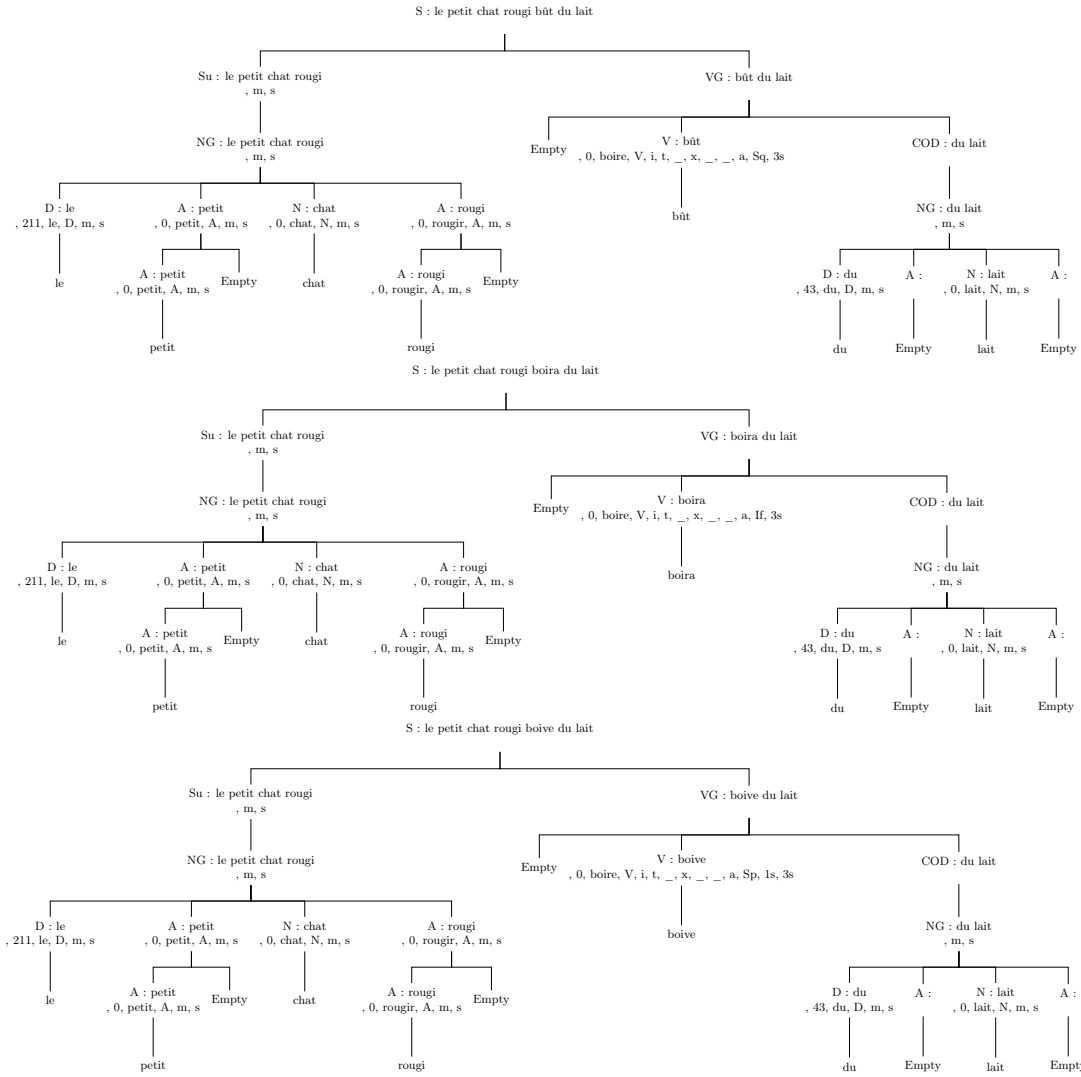 S : le petit chat rougi bût du lait
Su : le petit chat rougi
, m, s
VG : bût du lait
NG : le petit chat rougi
, m, s
Empty
V : bût
, 0, boire, V, i, t, _, x, _, _, a, Sq, 3s
COD : du lait
D : le
, 211, le, D, m, s
A : petit
, 0, petit, A, m, s
N : chat
, 0, chat, N, m, s
A : rougi
, 0, rougir, A, m, s
bût
NG : du lait
, m, s
le
A : petit
, 0, petit, A, m, s
Empty
chat
A : rougi
, 0, rougir, A, m, s
Empty
D : du
, 43, du, D, m, s
A :
N : lait
, 0, lait, N, m, s
A :
petit
rougi
du
Empty
lait
Empty
S : le petit chat rougi boira du lait
Su : le petit chat rougi
, m, s
VG : boira du lait
NG : le petit chat rougi
, m, s
Empty
V : boira
, 0, boire, V, i, t, _, x, _, _, a, If, 3s
COD : du lait
D : le
, 211, le, D, m, s
A : petit
, 0, petit, A, m, s
N : chat
, 0, chat, N, m, s
A : rougi
, 0, rougir, A, m, s
boira
NG : du lait
, m, s
le
A : petit
, 0, petit, A, m, s
Empty
chat
A : rougi
, 0, rougir, A, m, s
Empty
D : du
, 43, du, D, m, s
A :
N : lait
, 0, lait, N, m, s
A :
petit
rougi
du
Empty
lait
Empty
S : le petit chat rougi boive du lait
Su : le petit chat rougi
, m, s
VG : boive du lait
NG : le petit chat rougi
, m, s
Empty
V : boive
, 0, boire, V, i, t, _, x, _, _, a, Sp, 1s, 3s
COD : du lait
D : le
, 211, le, D, m, s
A : petit
, 0, petit, A, m, s
N : chat
, 0, chat, N, m, s
A : rougi
, 0, rougir, A, m, s
boive
NG : du lait
, m, s
le
A : petit
, 0, petit, A, m, s
Empty
chat
A : rougi
, 0, rougir, A, m, s
Empty
D : du
, 43, du, D, m, s
A :
N : lait
, 0, lait, N, m, s
A :
petit
rougi
du
Empty
lait
Empty